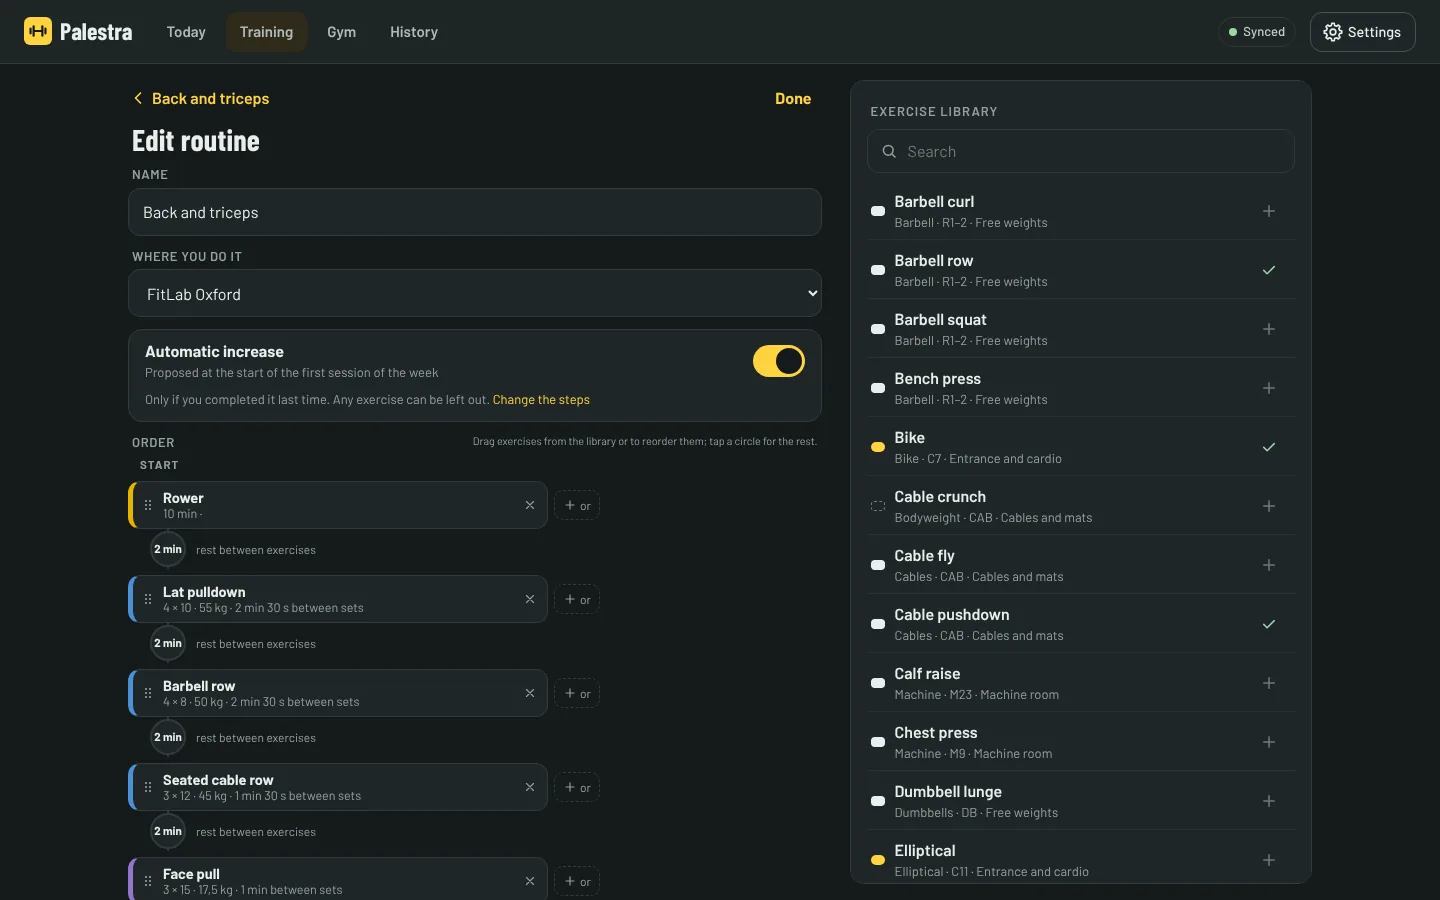 Palestra
Today
Training
Gym
History
Synced
Settings
Back and triceps
Done
Edit routine
NAME
Back and triceps
WHERE YOU DO IT
FitLab Oxford
Automatic increase
Proposed at the start of the first session of the week
Only if you completed it last time. Any exercise can be left out. Change the steps
ORDER
Drag exercises from the library or to reorder them; tap a circle for the rest.
START
Rower
10 min ·
+ or
2 min
rest between exercises
Lat pulldown
4 × 10 · 55 kg · 2 min 30 s between sets
+ or
2 min
rest between exercises
Barbell row
4 × 8 · 50 kg · 2 min 30 s between sets
+ or
2 min
rest between exercises
Seated cable row
3 × 12 · 45 kg · 1 min 30 s between sets
+ or
2 min
rest between exercises
Face pull
3 × 15 · 17,5 kg · 1 min between sets
+ or
EXERCISE LIBRARY
Search
Barbell curl
Barbell · R1–2 · Free weights
Barbell row
Barbell · R1–2 · Free weights
Barbell squat
Barbell · R1–2 · Free weights
Bench press
Barbell · R1–2 · Free weights
Bike
Bike · C7 · Entrance and cardio
Cable crunch
Bodyweight · CAB · Cables and mats
Cable fly
Cables · CAB · Cables and mats
Cable pushdown
Cables · CAB · Cables and mats
Calf raise
Machine · M23 · Machine room
Chest press
Machine · M9 · Machine room
Dumbbell lunge
Dumbbells · DB · Free weights
Elliptical
Elliptical · C11 · Entrance and cardio